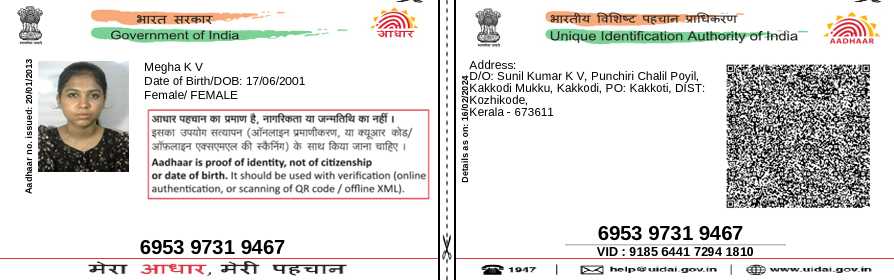 भारत सरकार
Government of India
आधार
Aadhaar no. issued: 20/01/2013
Megha K V
Date of Birth/DOB: 17/06/2001
Female/ FEMALE
आधार पहचान का प्रमाण है, नागरिकता या जन्मतिथि का नहीं ।
इसका उपयोग सत्यापन (ऑनलाइन प्रमाणीकरण, या क्यूआर कोड/
ऑफ़लाइन एक्सएमएल की स्कैनिंग) के साथ किया जाना चाहिए ।
Aadhaar is proof of identity, not of citizenship
or date of birth. It should be used with verification (online
authentication, or scanning of QR code / offline XML).
6953 9731 9467
मेरा आधार, मेरी पहचान
भारतीय विशिष्ट पहचान प्राधिकरण
Unique Identification Authority of India
AADHAAR
Details as on: 16/02/2024
Address:
D/O: Sunil Kumar K V, Punchiri Chalil Poyil,
Kakkodi Mukku, Kakkodi, PO: Kakkoti, DIST:
Kozhikode,
Kerala - 673611
6953 9731 9467
VID : 9185 6441 7294 1810
1947 | help@uidai.gov.in | www.uidai.gov.in